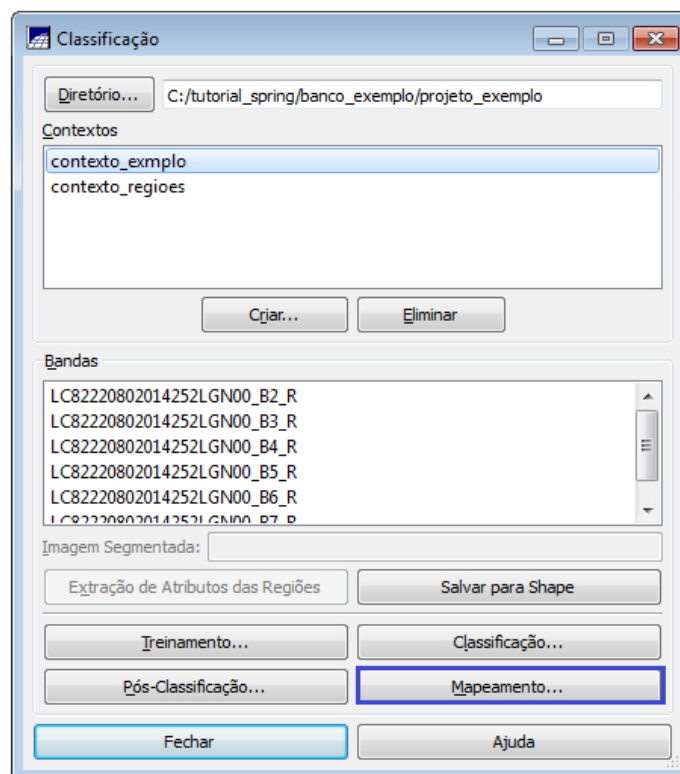 Classificação
Diretório... C:/tutorial_spring/banco_exemplo/projeto_exemplo
Contextos
contexto_exmplo
contexto_regioes
Criar... Eliminar
Bandas
LC82220802014252LGN00_B2_R
LC82220802014252LGN00_B3_R
LC82220802014252LGN00_B4_R
LC82220802014252LGN00_B5_R
LC82220802014252LGN00_B6_R
LC82220802014252LGN00_B7_R
Imagem Segmentada:
Extração de Atributos das Regiões Salvar para Shape
Treinamento... Classificação...
Pós-Classificação... Mapeamento...
Fechar Ajuda